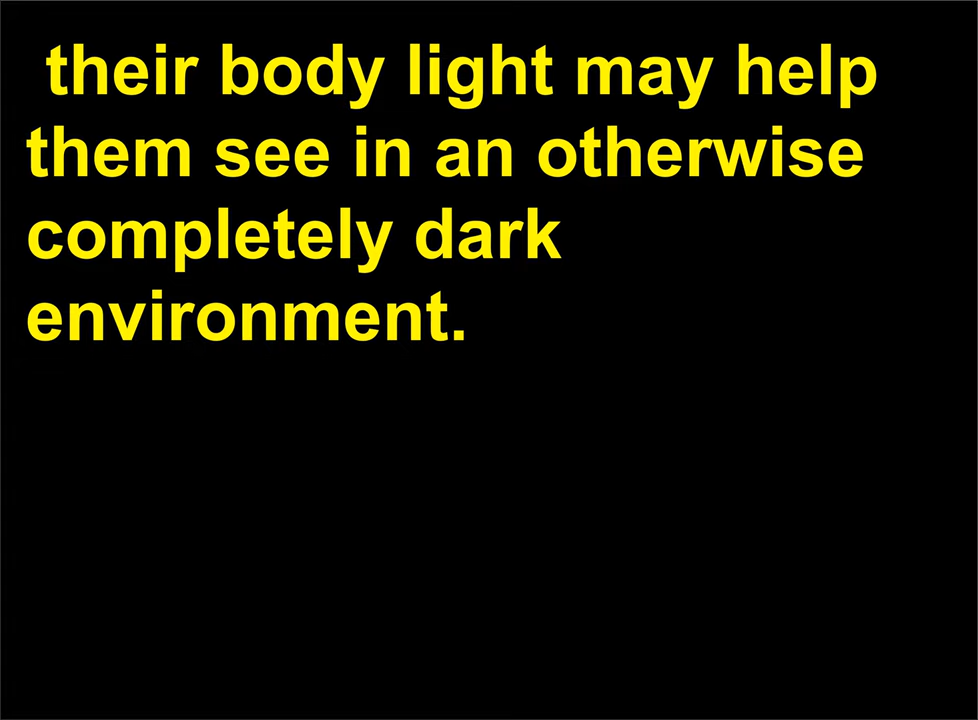 their body light may help
them see in an otherwise
completely dark
environment.